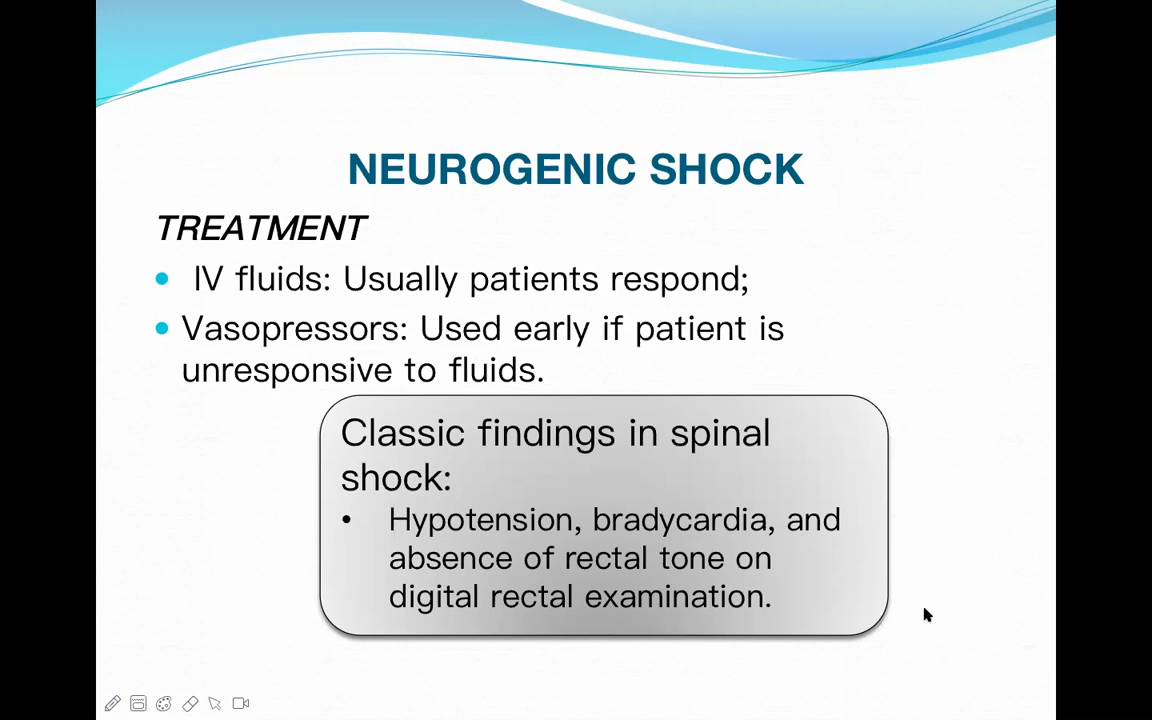 NEUROGENIC SHOCK
TREATMENT
• IV fluids: Usually patients respond;
• Vasopressors: Used early if patient is
unresponsive to fluids.
Classic findings in spinal
shock:
• Hypotension, bradycardia, and
absence of rectal tone on
digital rectal examination.